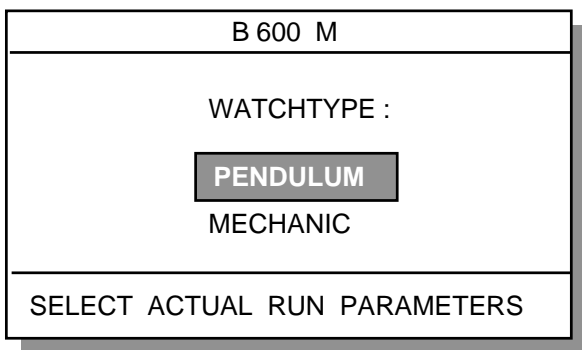 B 600 M
WATCHTYPE :
PENDULUM
MECHANIC
SELECT ACTUAL RUN PARAMETERS